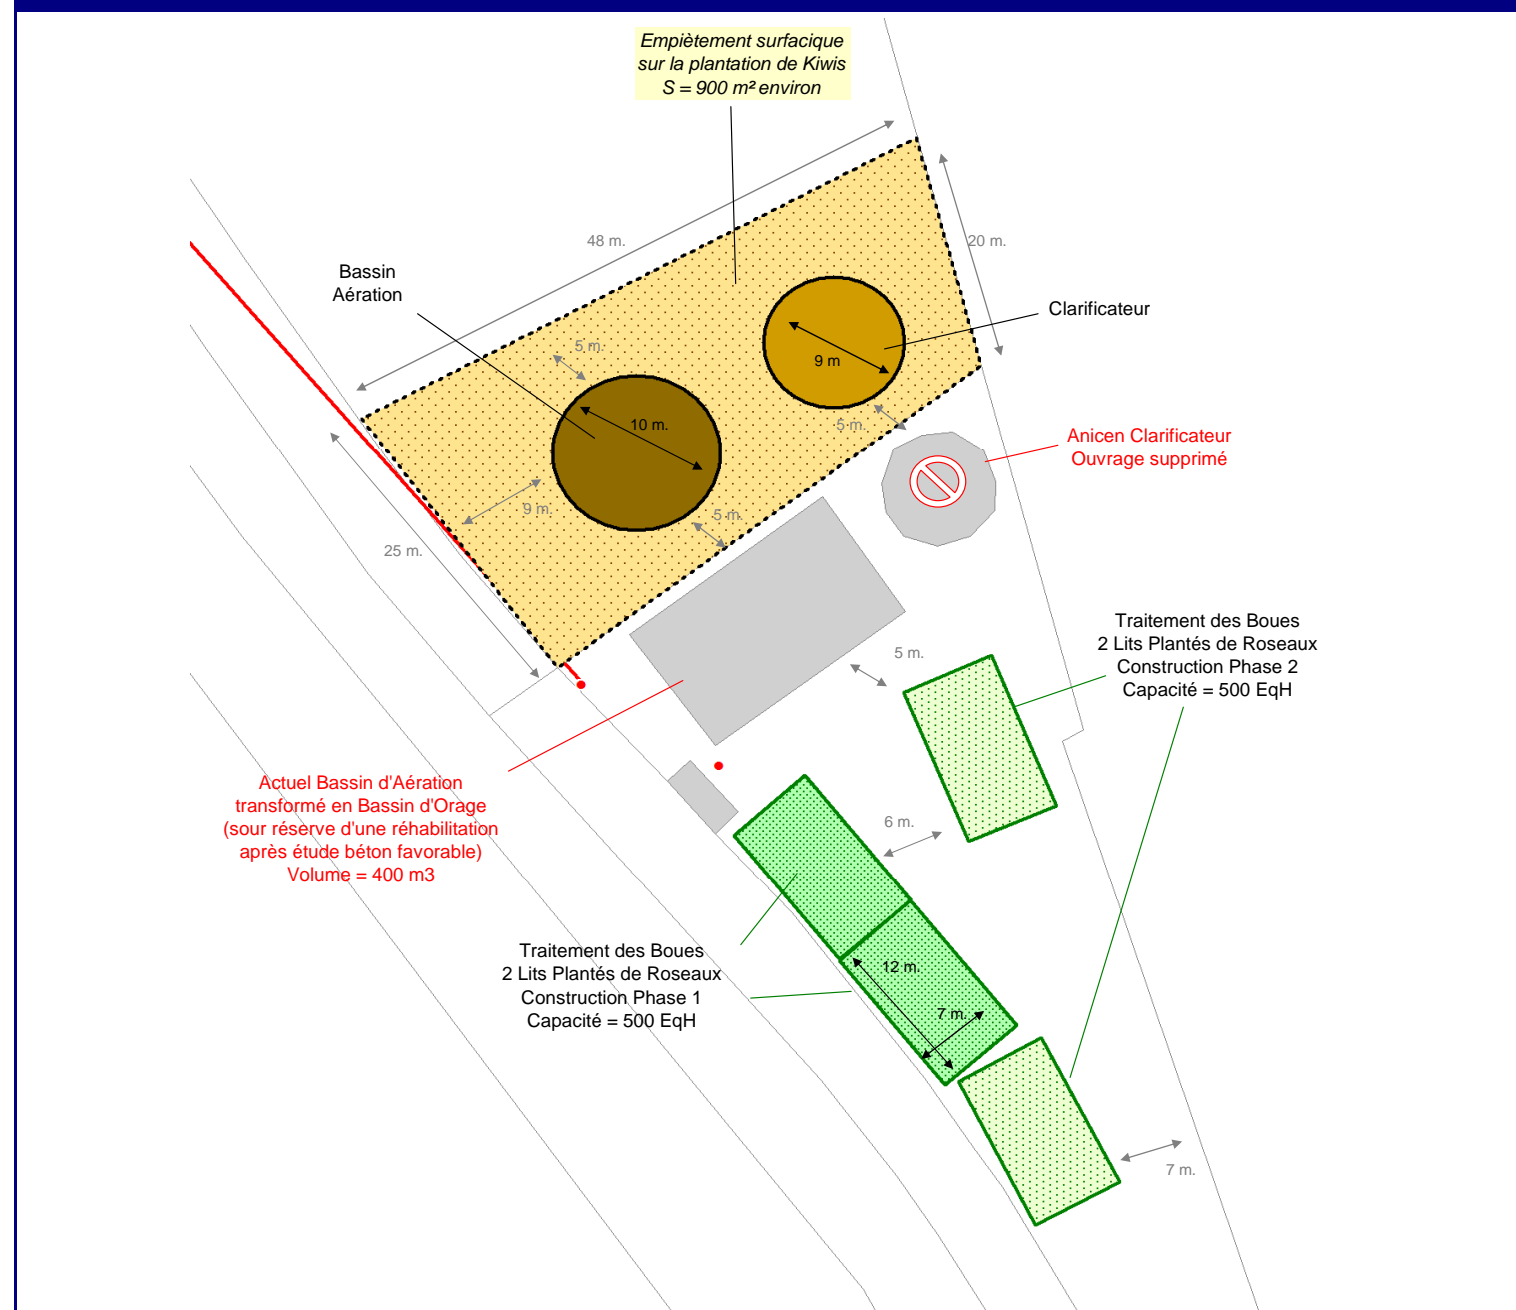 Empiètement surfacique
sur la plantation de Kiwis
S = 900 m² environ
48 m.
20 m.
Bassin
Aération
Clarificateur
5 m.
9 m
10 m.
5 m.
Anicen Clarificateur
Ouvrage supprimé
9 m.
5 m.
25 m.
Traitement des Boues
2 Lits Plantés de Roseaux
Construction Phase 2
Capacité = 500 EqH
5 m.
Actuel Bassin d'Aération
transformé en Bassin d'Orage
(sour réserve d'une réhabilitation
après étude béton favorable)
Volume = 400 m3
6 m.
Traitement des Boues
2 Lits Plantés de Roseaux
Construction Phase 1
Capacité = 500 EqH
12 m.
7 m.
7 m.